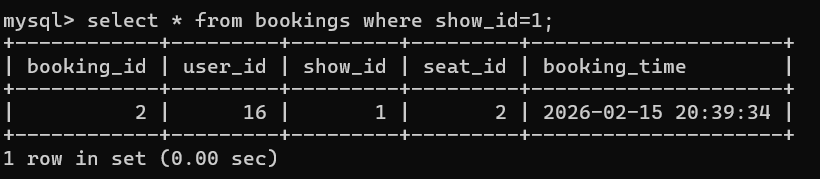 mysql> select * from bookings where show_id=1;
+------------+---------+---------+---------+---------------------+
| booking_id | user_id | show_id | seat_id | booking_time        |
+------------+---------+---------+---------+---------------------+
|          2 |      16 |       1 |       2 | 2026-02-15 20:39:34 |
+------------+---------+---------+---------+---------------------+
1 row in set (0.00 sec)